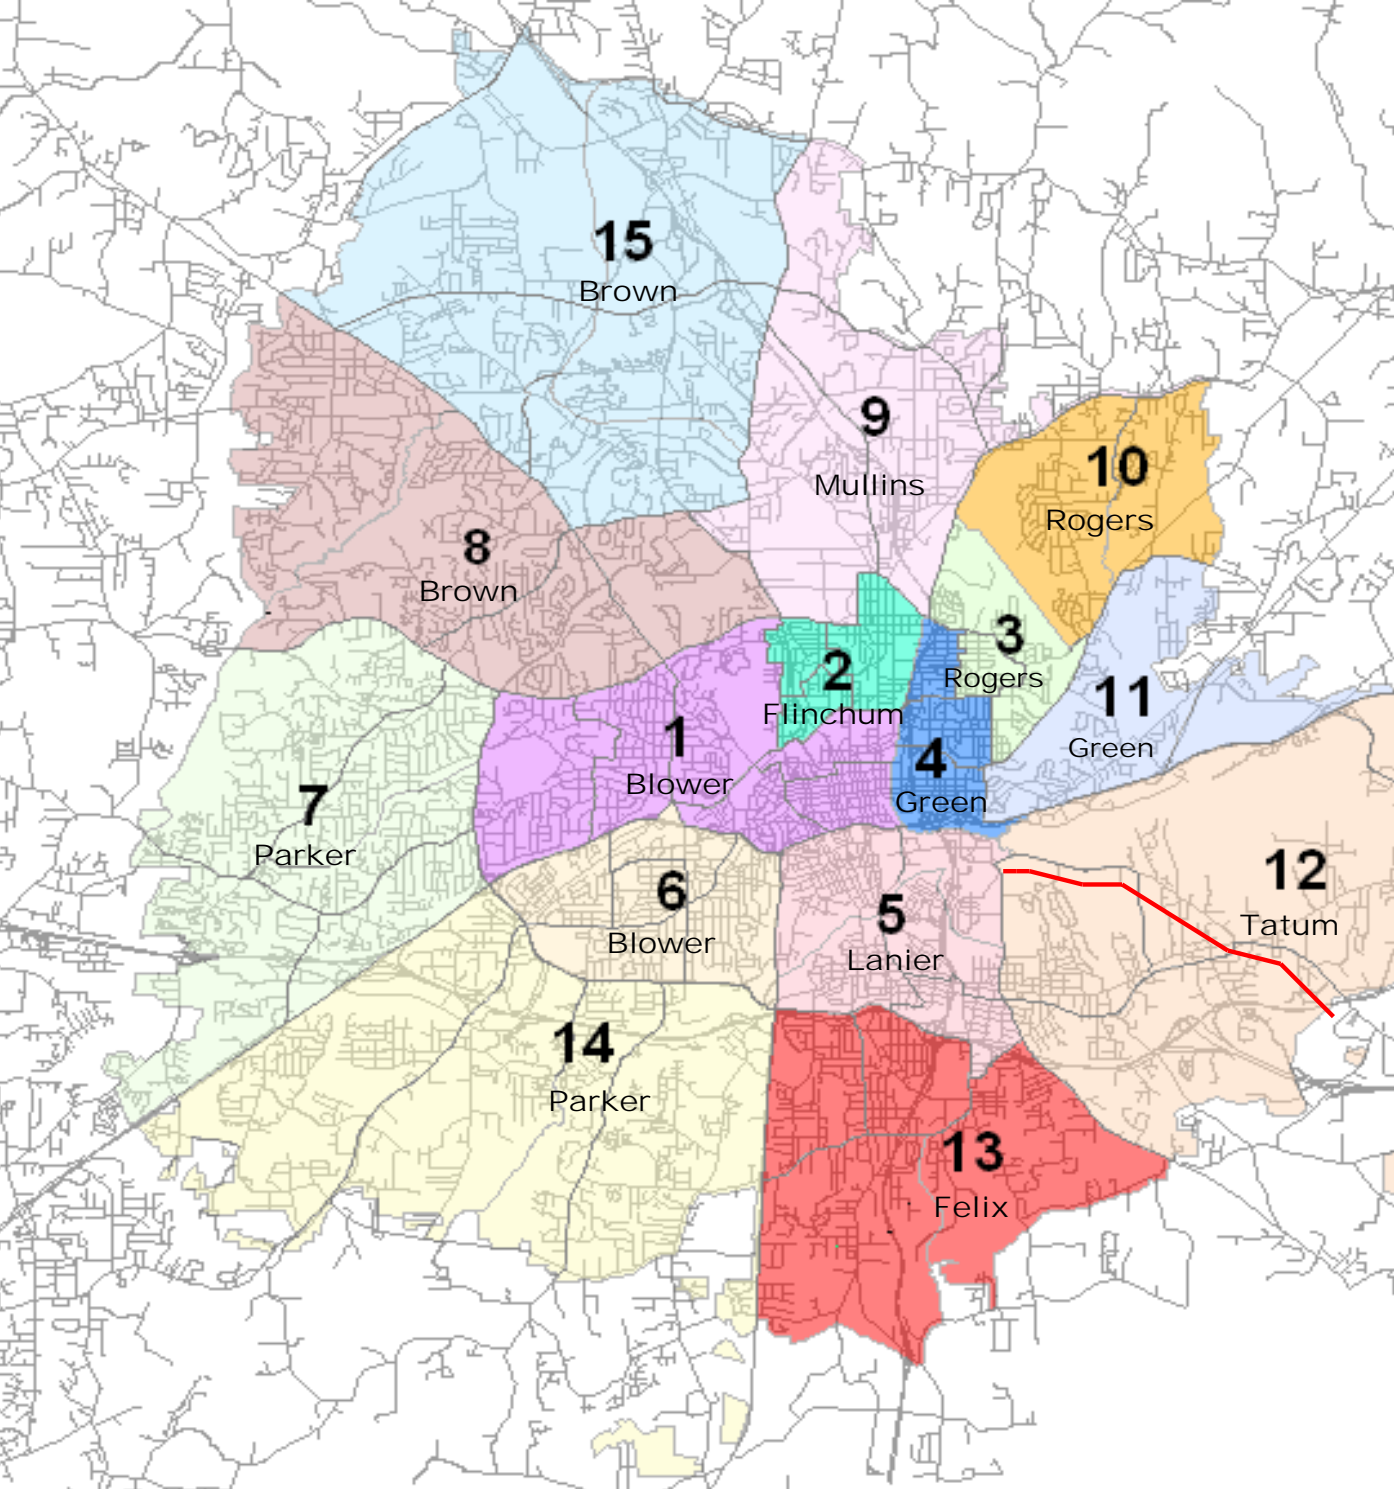 15
Brown
9
Mullins
10
Rogers
8
Brown
3
Rogers
2
Flinchum
11
Green
1
Blower
4
Green
7
Parker
12
Tatum
6
Blower
5
Lanier
14
Parker
13
Felix